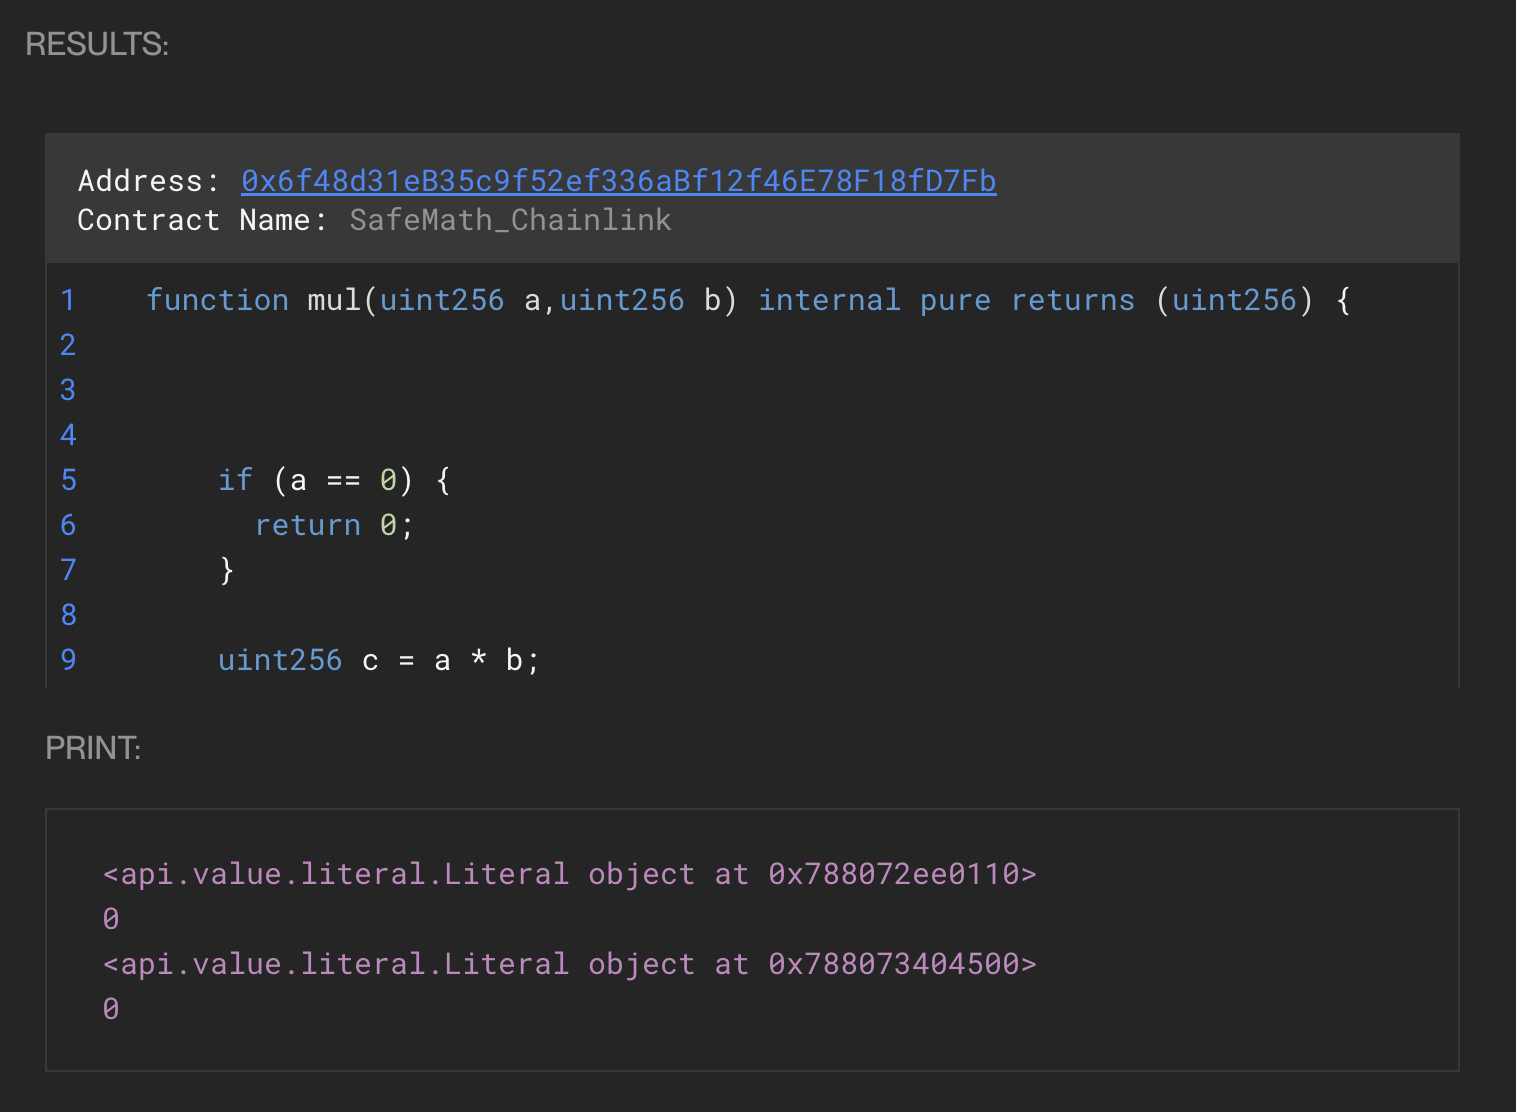 RESULTS:
Address: 0x6f48d31eB35c9f52ef336aBf12f46E78F18fD7Fb
Contract Name: SafeMath_Chainlink
1 function mul(uint256 a,uint256 b) internal pure returns (uint256) {
2
3
4
5 if (a == 0) {
6 return 0;
7 }
8
9 uint256 c = a * b;
PRINT:
<api.value.literal.Literal object at 0x788072ee0110>
0
<api.value.literal.Literal object at 0x788073404500>
0